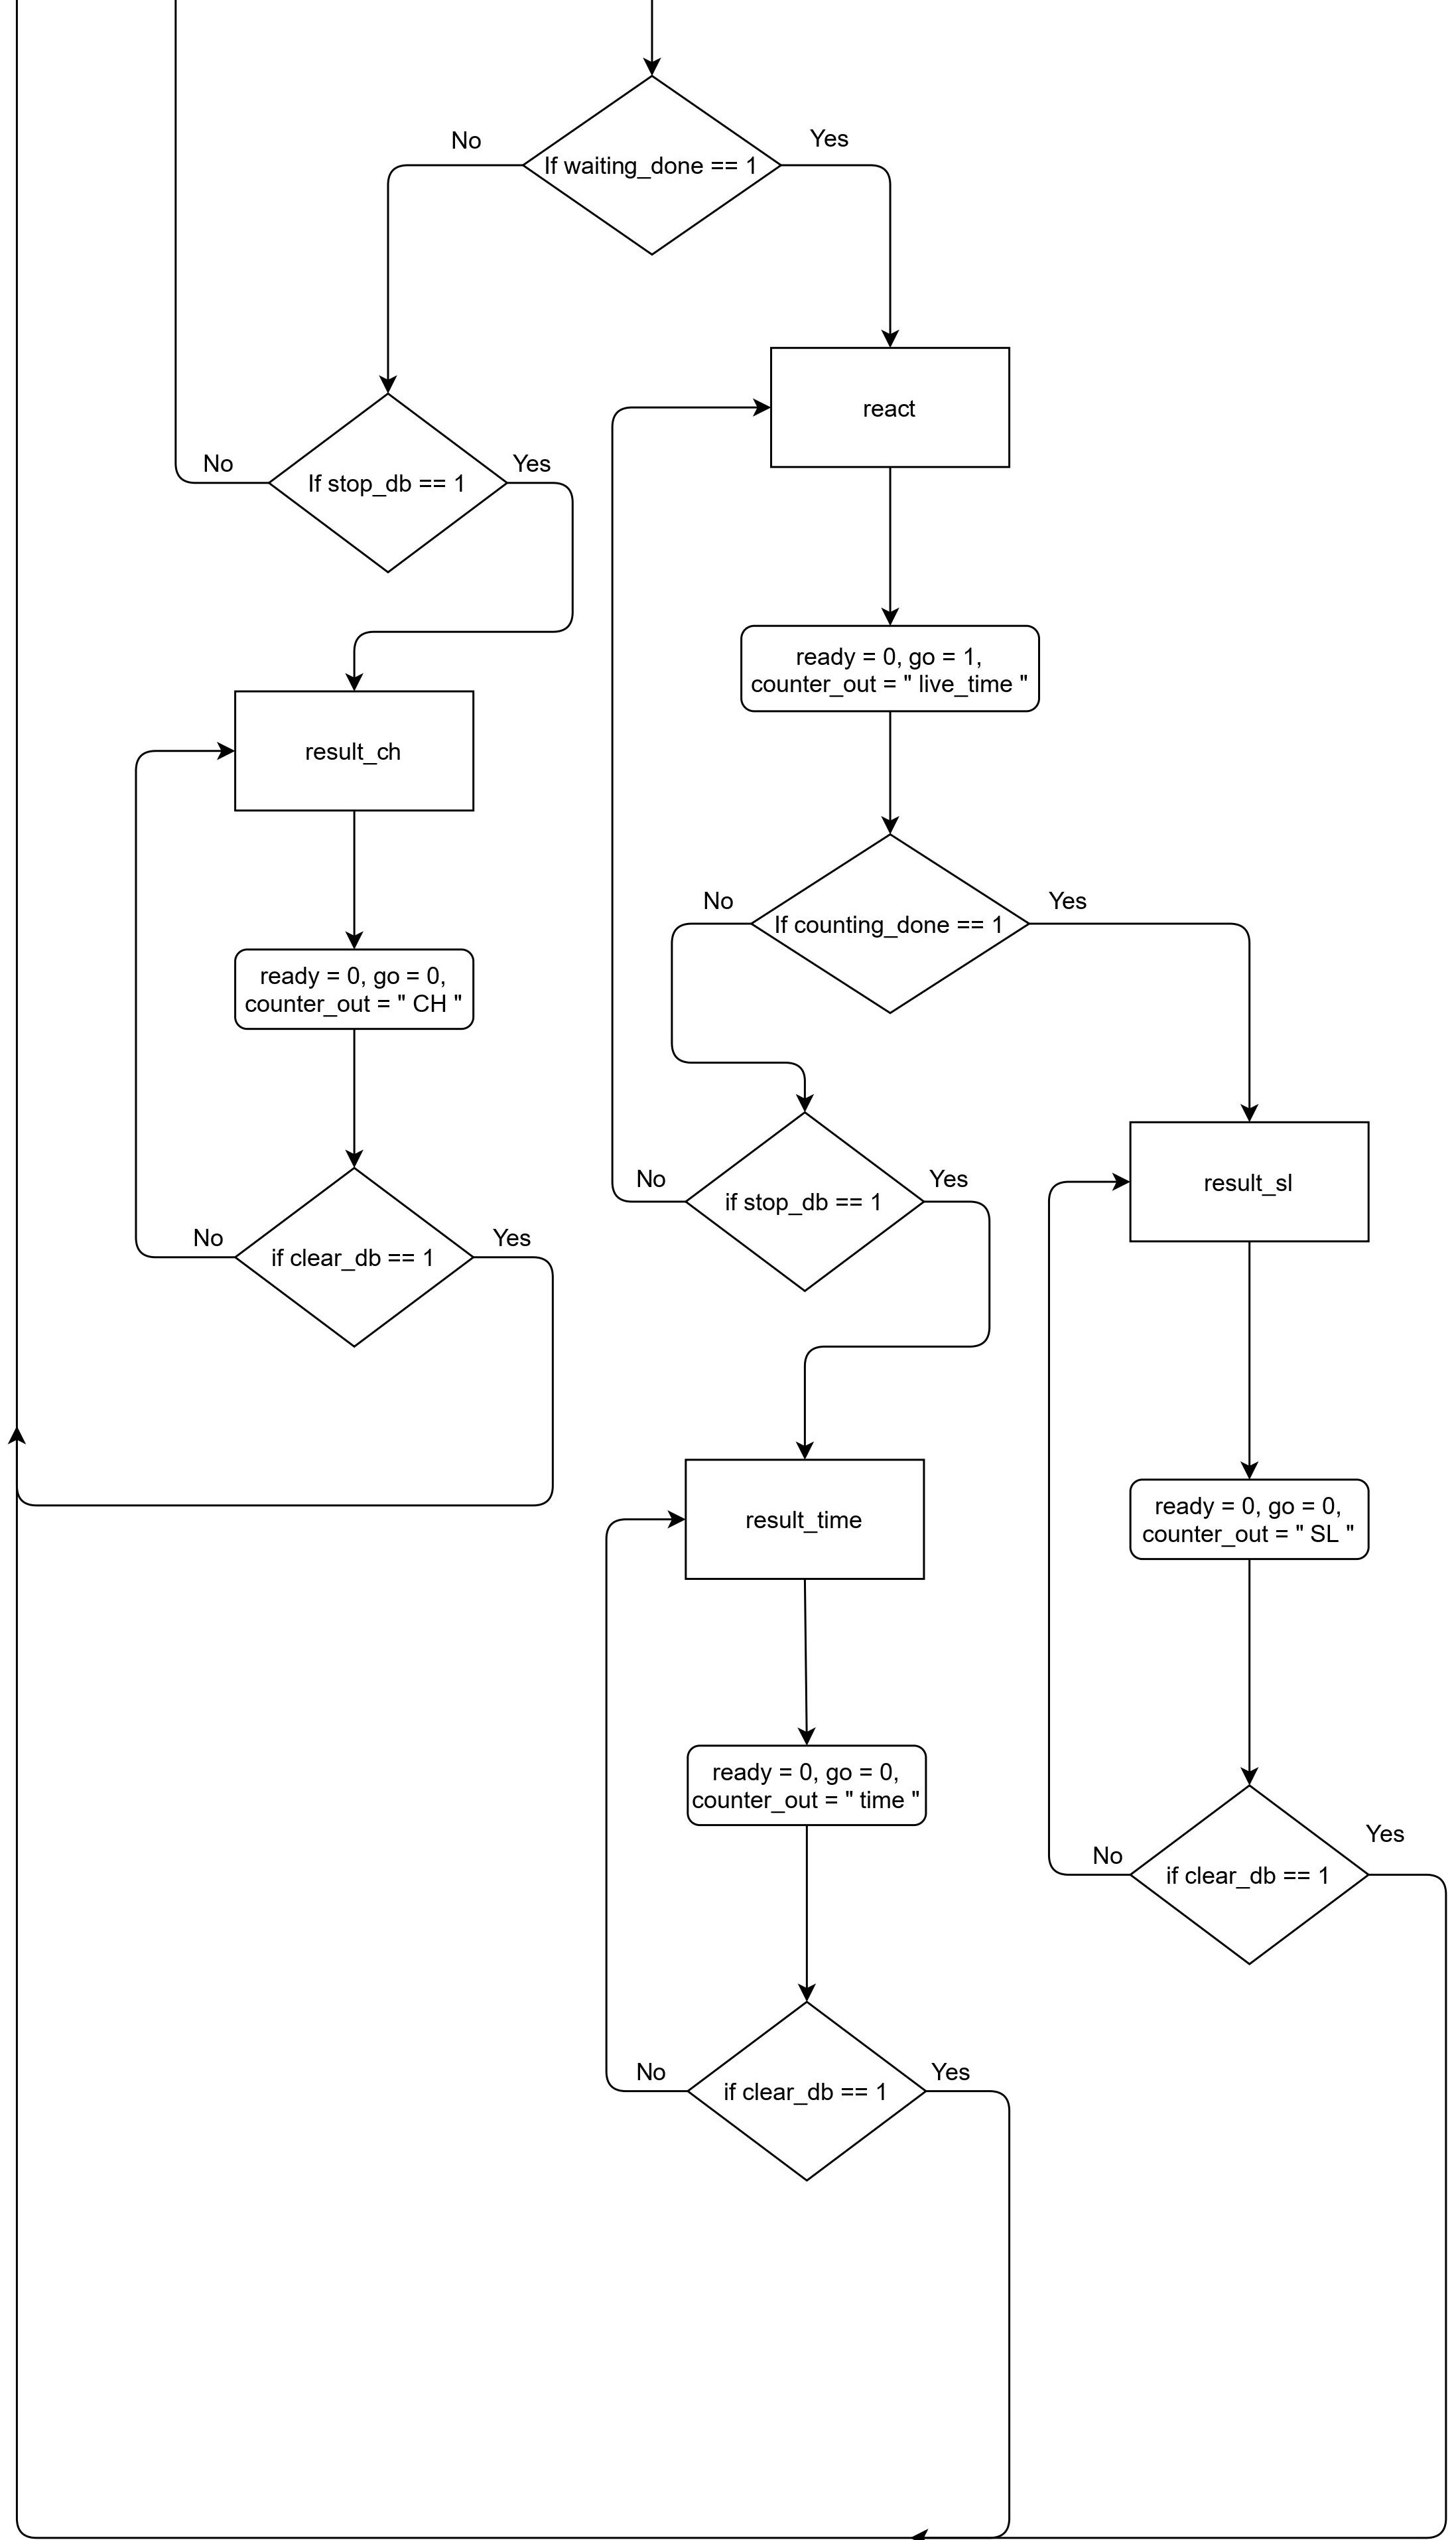 No
Yes
If waiting_done == 1
react
No
Yes
If stop_db == 1
ready = 0, go = 1,
counter_out = " live_time "
result_ch
No
Yes
If counting_done == 1
ready = 0, go = 0,
counter_out = " CH "
No
Yes
if stop_db == 1
result_sl
No
Yes
if clear_db == 1
result_time
ready = 0, go = 0,
counter_out = " SL "
ready = 0, go = 0,
counter_out = " time "
No
Yes
if clear_db == 1
No
Yes
if clear_db == 1